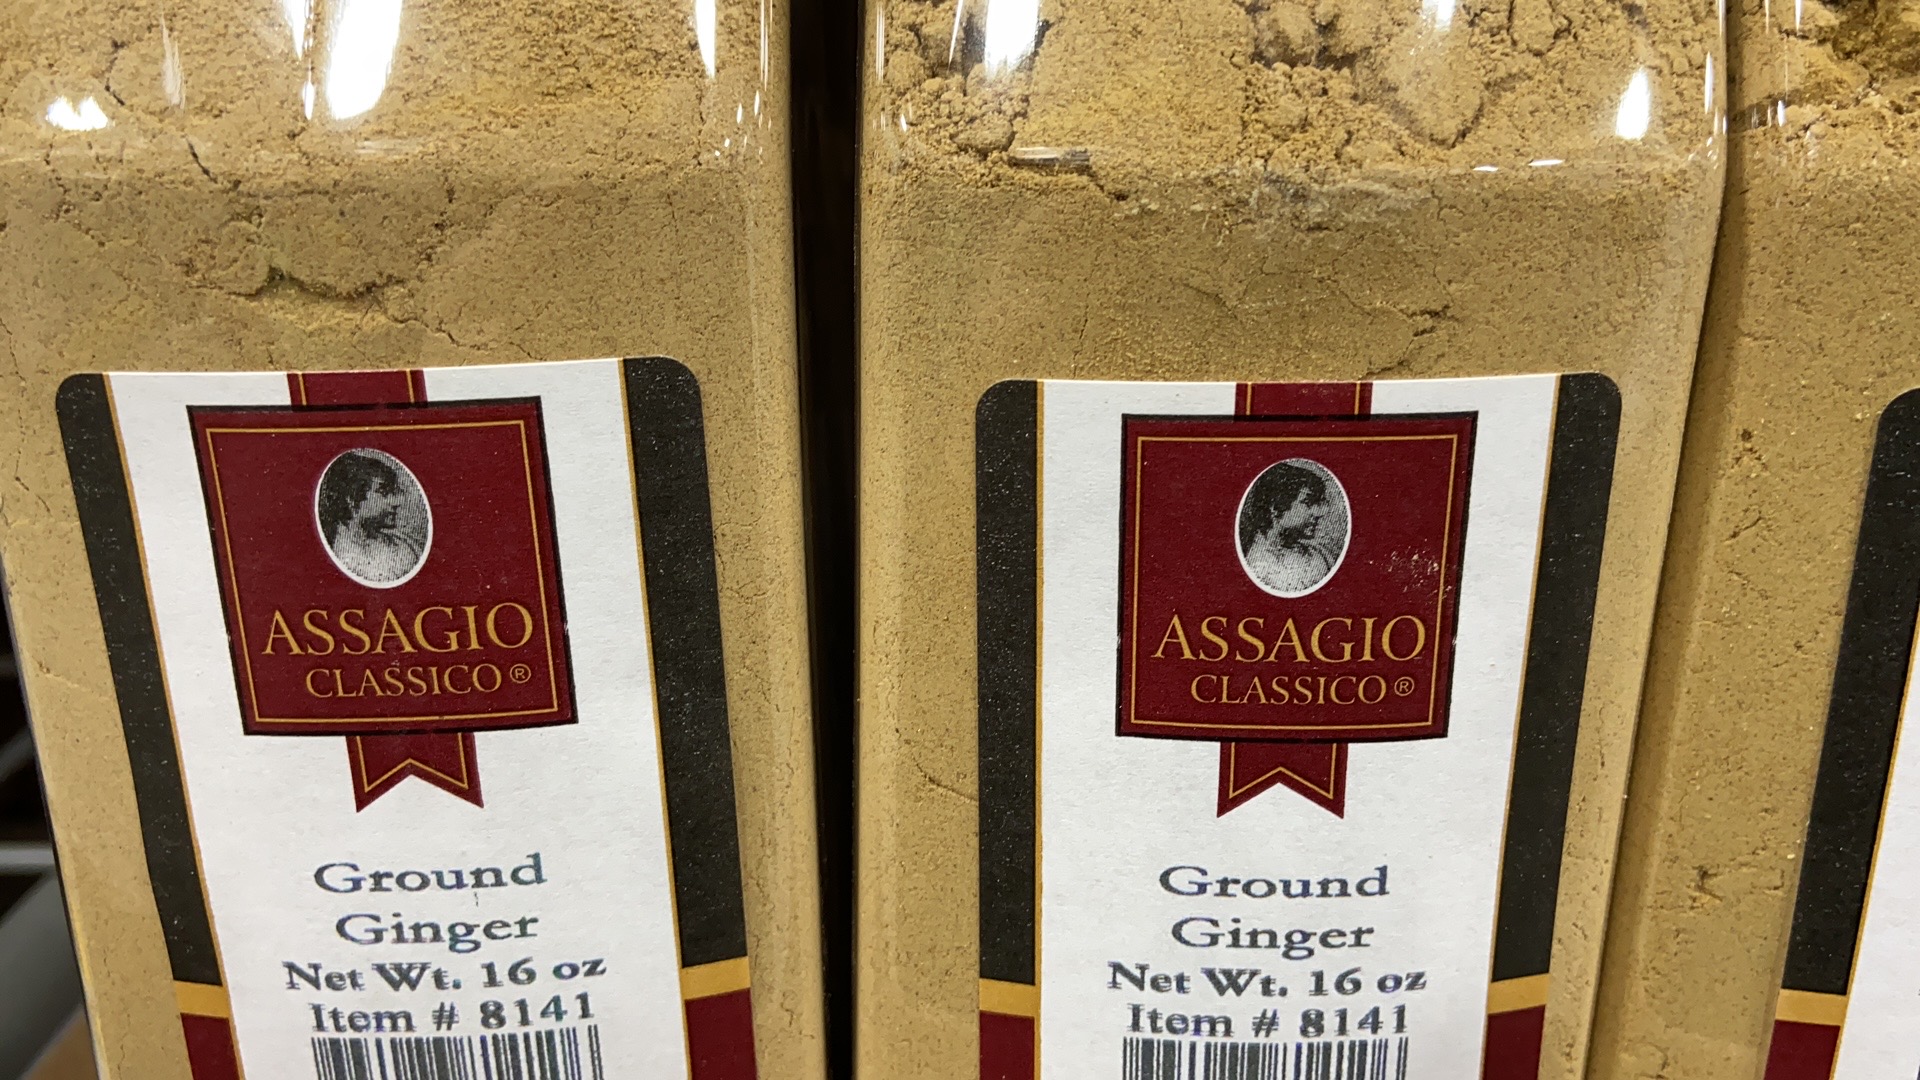 ASSAGIO
CLASSICO®
Ground
Ginger
Net Wt. 16 oz
Item # 8141
ASSAGIO
CLASSICO®
Ground
Ginger
Net Wt. 16 oz
Item # 8141